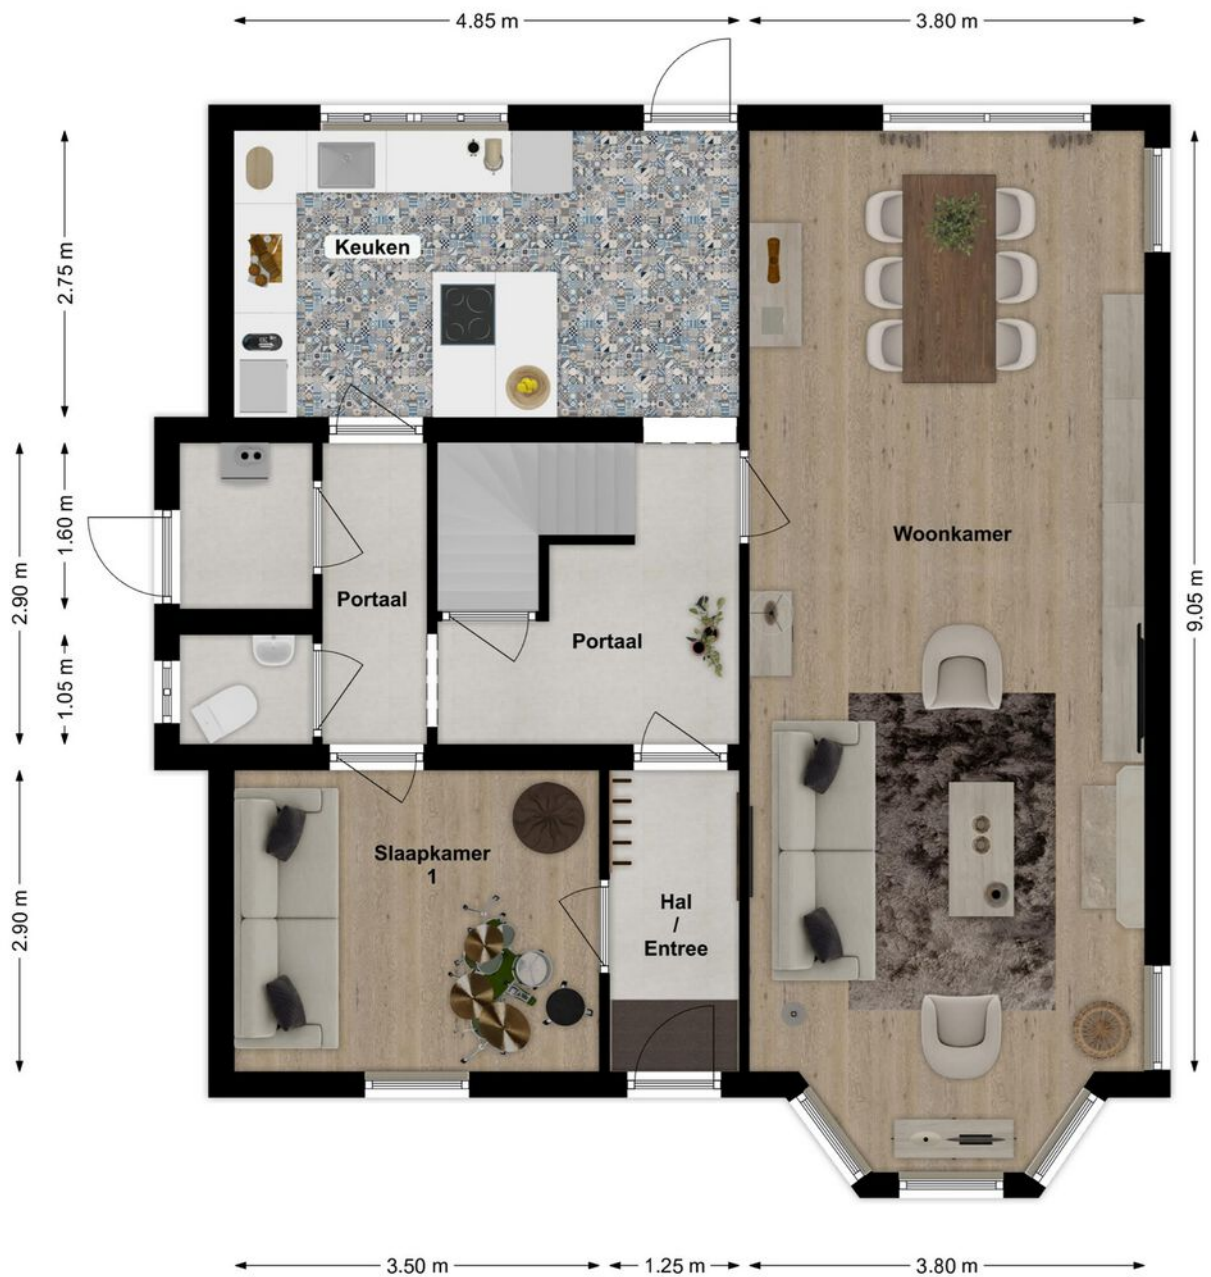 4.85 m
3.80 m
2.75 m
Keuken
2.90 m
1.60 m
1.05 m
Portaal
Portaal
Woonkamer
9.05 m
2.90 m
Slaapkamer
1
Hal
/
Entree
3.50 m
1.25 m
3.80 m